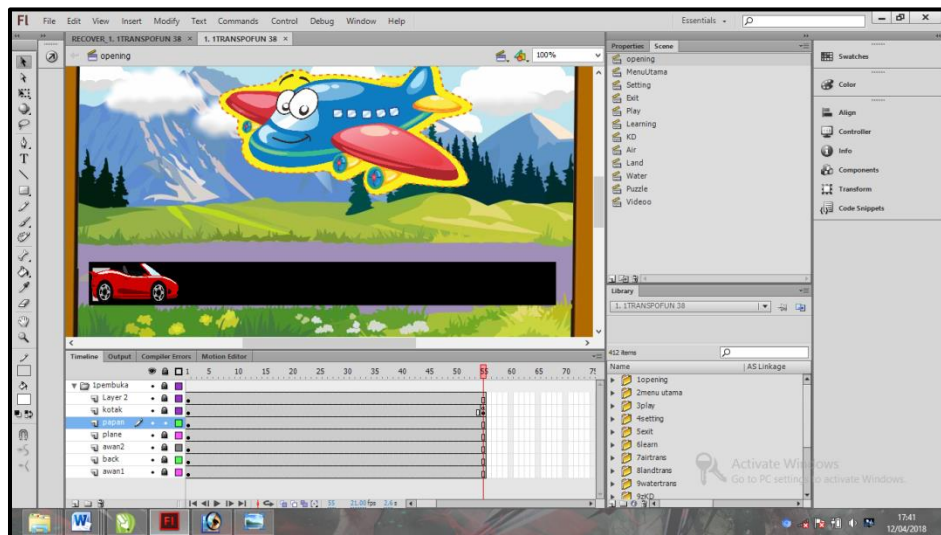 Fl File Edit View Insert Modify Text Commands Control Debug Window Help Essentials
RECOVER_1. 1TRANSPOFUN 38 × 1. 1TRANSPOFUN 38 ×
opening 100%
Properties Scene
opening
MenuUtama
Setting
Exit
Play
Learning
KD
Air
Land
Water
Puzzle
Videoo
Swatches
Color
Align
Controller
Info
Components
Transform
Code Snippets
Library
1. 1TRANSPOFUN 38
412 items
Name AS Linkage
1opening
2menu utama
3play
4setting
5exit
6learn
7airtrans
8landtrans
9watertrans
9zKD
Timeline Output Compiler Errors Motion Editor
1 5 10 15 20 25 30 35 40 45 50 55 60 65 70 75
1pembuka
Layer 2
kotak
papan
plane
awan2
back
awan1
55 21.00 fps 2.6 s
Activate Windows
Go to PC settings to activate Windows.
17:41
12/04/2018